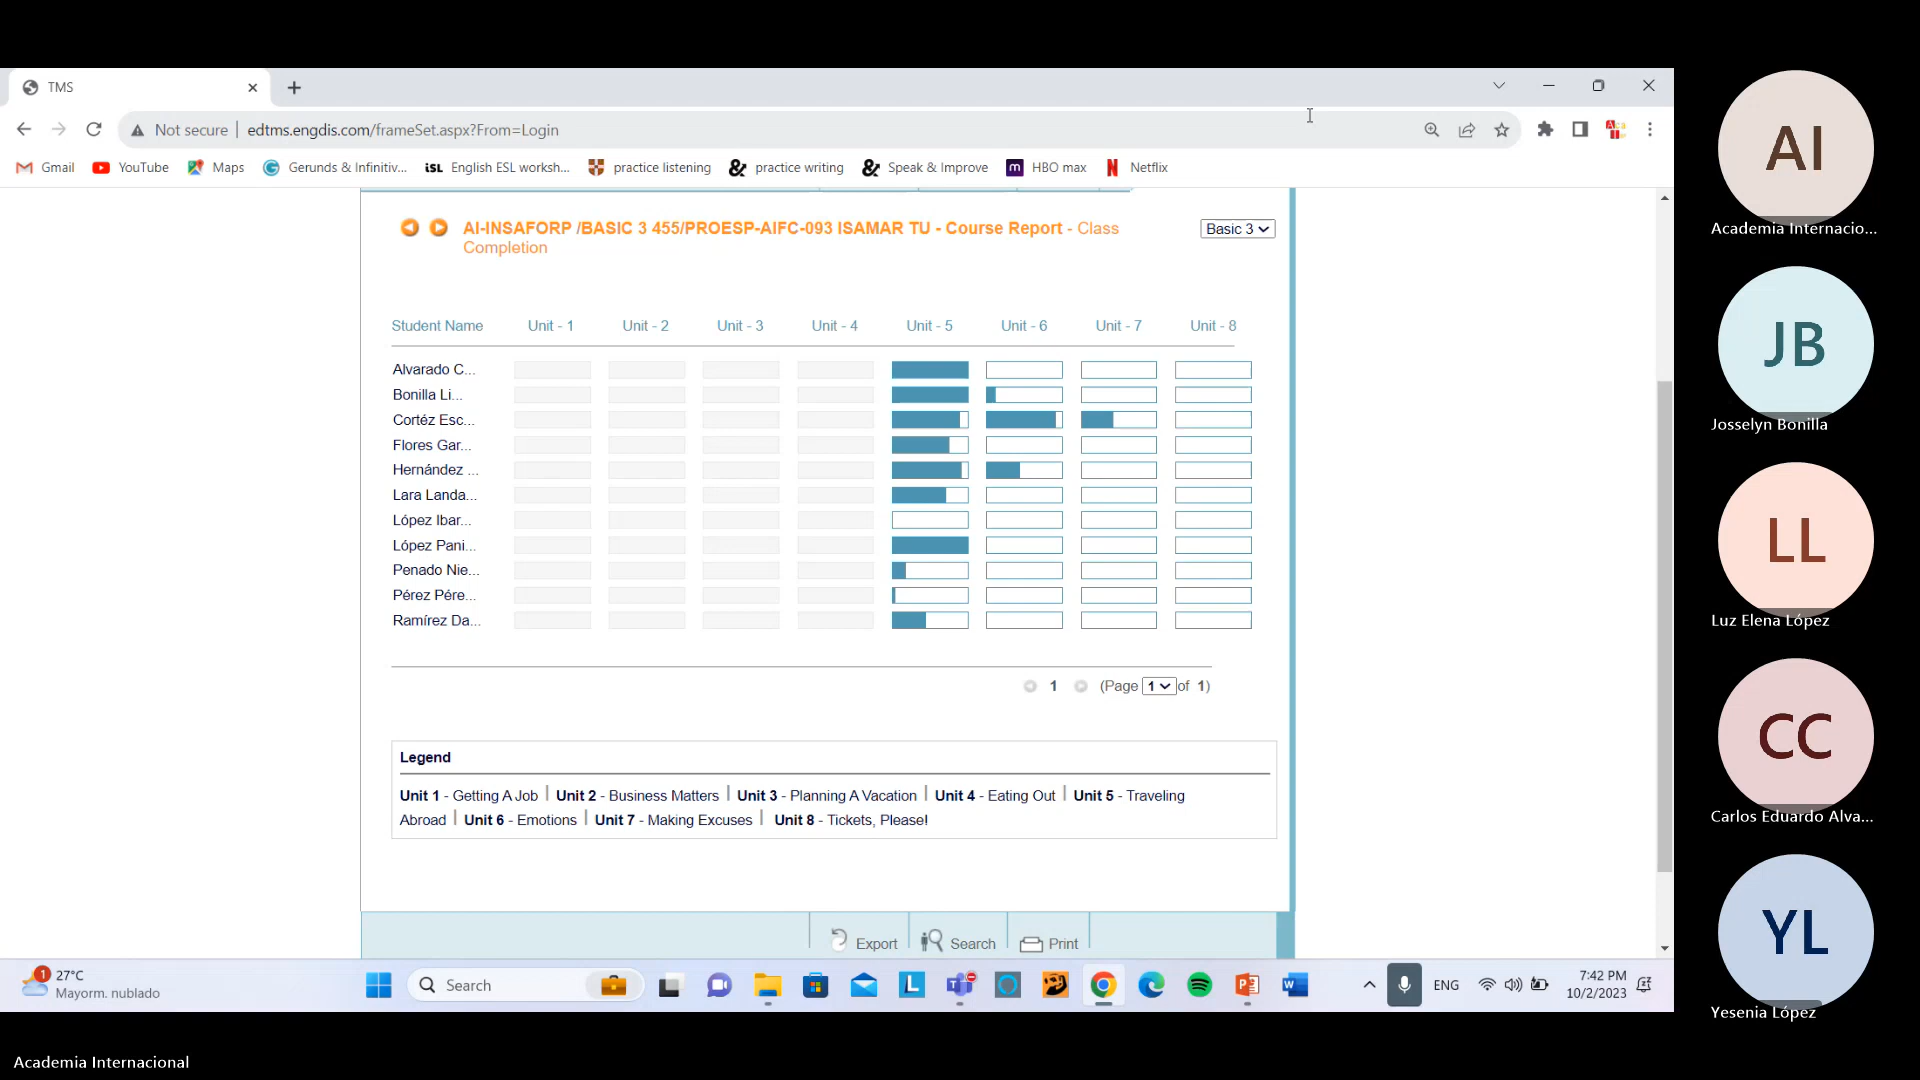 TMS
Not secure | edtms.engdis.com/frameSet.aspx?From=Login
Gmail YouTube Maps Gerunds & Infinitiv... iSL English ESL worksh... practice listening practice writing Speak & Improve HBO max Netflix
AI-INSAFORP /BASIC 3 455/PROESP-AIFC-093 ISAMAR TU - Course Report - Class
Completion
Basic 3
Student Name Unit - 1 Unit - 2 Unit - 3 Unit - 4 Unit - 5 Unit - 6 Unit - 7 Unit - 8
Alvarado C...
Bonilla Li...
Cortéz Esc...
Flores Gar...
Hernández ...
Lara Landa...
López Ibar...
López Pani...
Penado Nie...
Pérez Pére...
Ramírez Da...
1 (Page 1 of 1)
Legend
Unit 1 - Getting A Job | Unit 2 - Business Matters | Unit 3 - Planning A Vacation | Unit 4 - Eating Out | Unit 5 - Traveling
Abroad | Unit 6 - Emotions | Unit 7 - Making Excuses | Unit 8 - Tickets, Please!
Export Search Print
1 27°C
Mayorm. nublado
Search
ENG
7:42 PM
10/2/2023
AI
Academia Internacio...
JB
Josselyn Bonilla
LL
Luz Elena López
CC
Carlos Eduardo Alva...
YL
Yesenia López
Academia Internacional